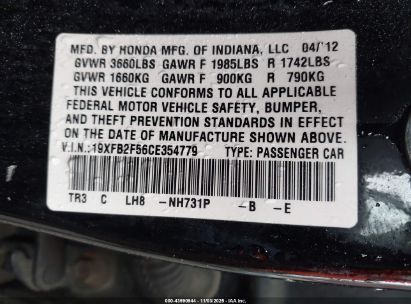 MFD. BY HONDA MFG. OF INDIANA, LLC 04/'12
GVWR 3660LBS GAWR F 1985LBS R 1742LBS
GVWR 1660KG GAWR F 900KG R 790KG
THIS VEHICLE CONFORMS TO ALL APPLICABLE
FEDERAL MOTOR VEHICLE SAFETY, BUMPER,
AND THEFT PREVENTION STANDARDS IN EFFECT
ON THE DATE OF MANUFACTURE SHOWN ABOVE.
V.I.N.:19XFB2F56CE354779 TYPE: PASSENGER CAR
TR3 C LH8 -NH731P -B -E